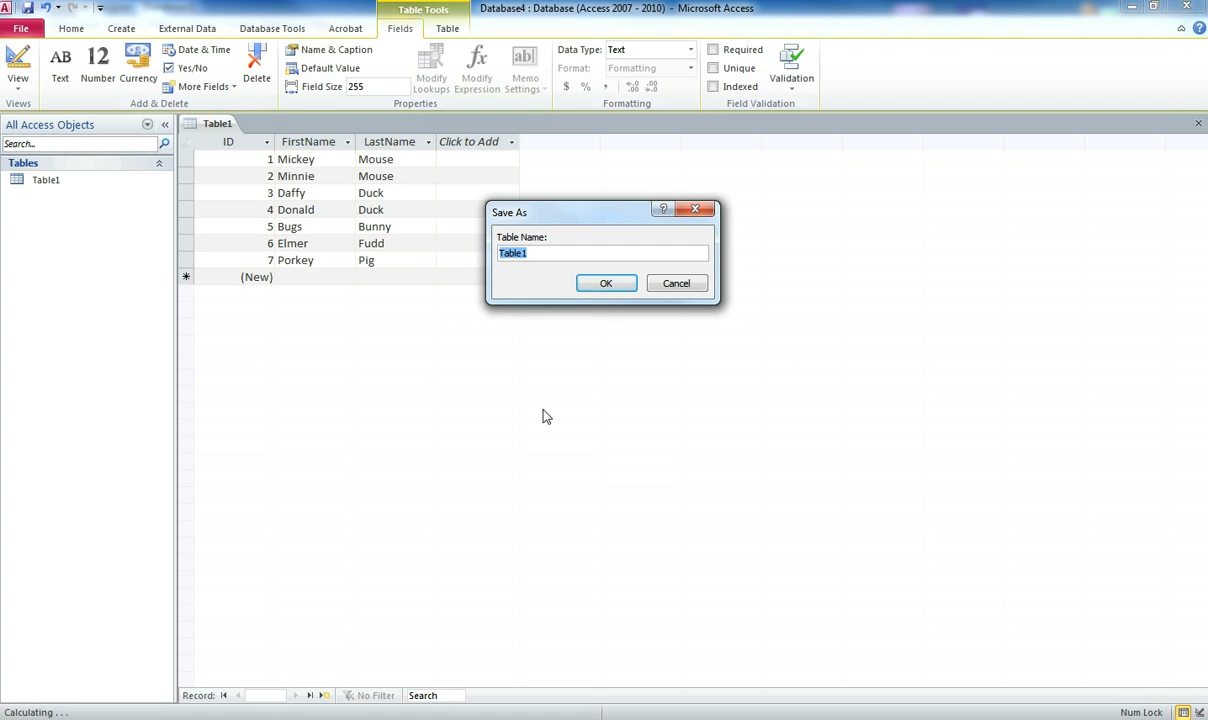 Table Tools
Database4 : Database (Access 2007 - 2010) - Microsoft Access
File Home Create External Data Database Tools Acrobat Fields Table
View
AB Text
12 Number
Currency
Date & Time
Yes/No
More Fields
Delete
Name & Caption
Default Value
Field Size 255
Modify Lookups
fx Modify Expression
ab Memo Settings
Data Type: Text
Format: Formatting
$ % , .00 .00
Required
Unique
Indexed
Validation
Views Add & Delete Properties Formatting Field Validation
All Access Objects
Search...
Tables
Table1
Table1
ID FirstName LastName Click to Add
1 Mickey Mouse
2 Minnie Mouse
3 Daffy Duck
4 Donald Duck
5 Bugs Bunny
6 Elmer Fudd
7 Porkey Pig
(New)
Save As
Table Name:
Table1
OK Cancel
Record: No Filter Search
Calculating . . . Num Lock